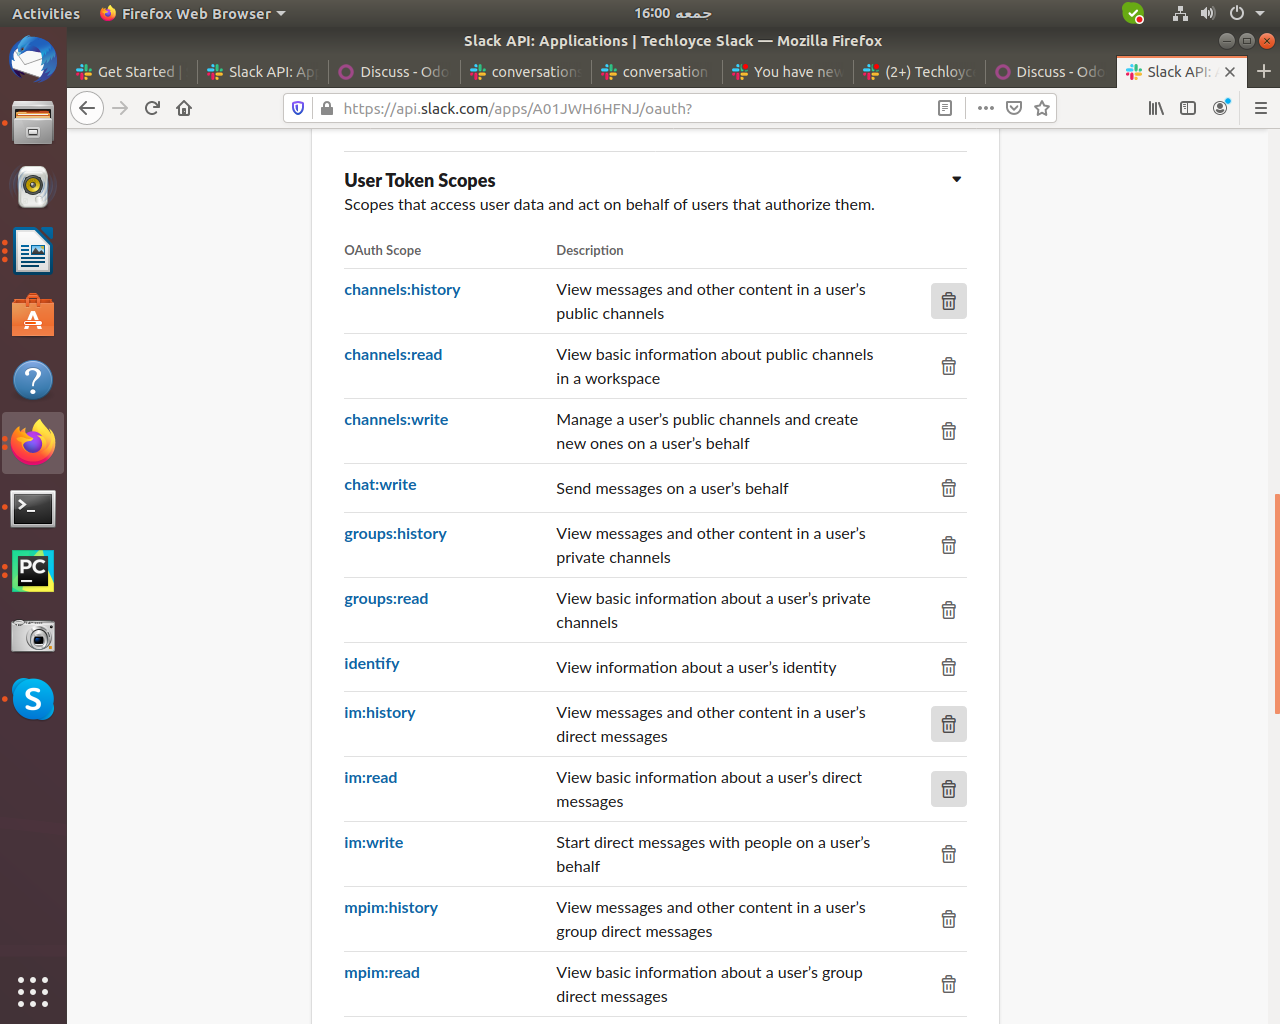 Activities
Firefox Web Browser
جمعه 16:00
Slack API: Applications | Techloyce Slack — Mozilla Firefox
Get Started |
Slack API: Ap
Discuss - Odo
conversations
conversation
You have new
(2+) Techloyc
Discuss - Odo
Slack API: A
https://api.slack.com/apps/A01JWH6HFNJ/oauth?
User Token Scopes
Scopes that access user data and act on behalf of users that authorize them.
OAuth Scope
Description
channels:history
View messages and other content in a user’s
public channels
channels:read
View basic information about public channels
in a workspace
channels:write
Manage a user’s public channels and create
new ones on a user’s behalf
chat:write
Send messages on a user’s behalf
groups:history
View messages and other content in a user’s
private channels
groups:read
View basic information about a user’s private
channels
identify
View information about a user’s identity
im:history
View messages and other content in a user’s
direct messages
im:read
View basic information about a user’s direct
messages
im:write
Start direct messages with people on a user’s
behalf
mpim:history
View messages and other content in a user’s
group direct messages
mpim:read
View basic information about a user’s group
direct messages